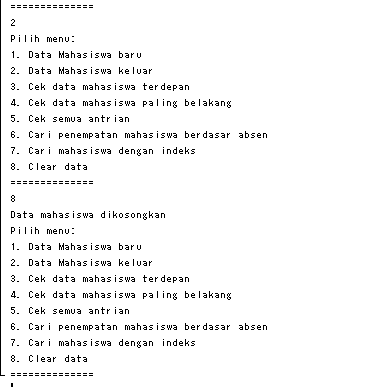 ==============
2
Pilih menu:
1. Data Mahasiswa baru
2. Data Mahasiswa keluar
3. Cek data mahasiswa terdepan
4. Cek data mahasiswa paling belakang
5. Cek semua antrian
6. Cari penempatan mahasiswa berdasar absen
7. Cari mahasiswa dengan indeks
8. Clear data
==============
8
Data mahasiswa dikosongkan
Pilih menu:
1. Data Mahasiswa baru
2. Data Mahasiswa keluar
3. Cek data mahasiswa terdepan
4. Cek data mahasiswa paling belakang
5. Cek semua antrian
6. Cari penempatan mahasiswa berdasar absen
7. Cari mahasiswa dengan indeks
8. Clear data
==============